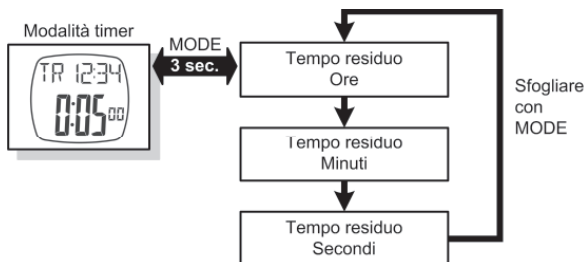 Modalità timer
TR 12:34
0:05 00
MODE
3 sec.
Tempo residuo
Ore
Tempo residuo
Minuti
Tempo residuo
Secondi
Sfogliare
con
MODE